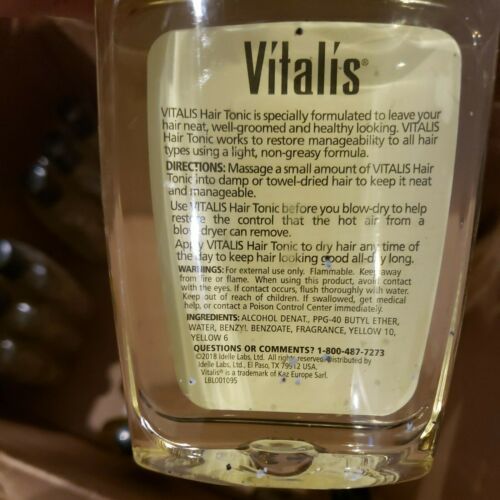 Vitalis®
VITALIS Hair Tonic is specially formulated to leave your
hair neat, well-groomed and healthy looking. VITALIS
Hair Tonic works to restore manageability to all hair
types using a light, non-greasy formula.
DIRECTIONS: Massage a small amount of VITALIS Hair
Tonic into damp or towel-dried hair to keep it neat
and manageable.
Use VITALIS Hair Tonic before you blow-dry to help
restore the control that the hot air from a
blow dryer can remove.
Apply VITALIS Hair Tonic to dry hair any time of
the day to keep hair looking good all-day long.
WARNINGS: For external use only. Flammable. Keep away
from fire or flame. When using this product, avoid contact
with the eyes. If contact occurs, flush thoroughly with water.
Keep out of reach of children. If swallowed, get medical
help, or contact a Poison Control Center immediately.
INGREDIENTS: ALCOHOL DENAT., PPG-40 BUTYL ETHER,
WATER, BENZYL BENZOATE, FRAGRANCE, YELLOW 10,
YELLOW 6
QUESTIONS OR COMMENTS? 1-800-487-7273
©2018 Idelle Labs, Ltd. All rights reserved. Distributed by
Idelle Labs, Ltd. El Paso, TX 79912 USA.
Vitalis® is a trademark of Kaz Europe Sarl.
LBL001095